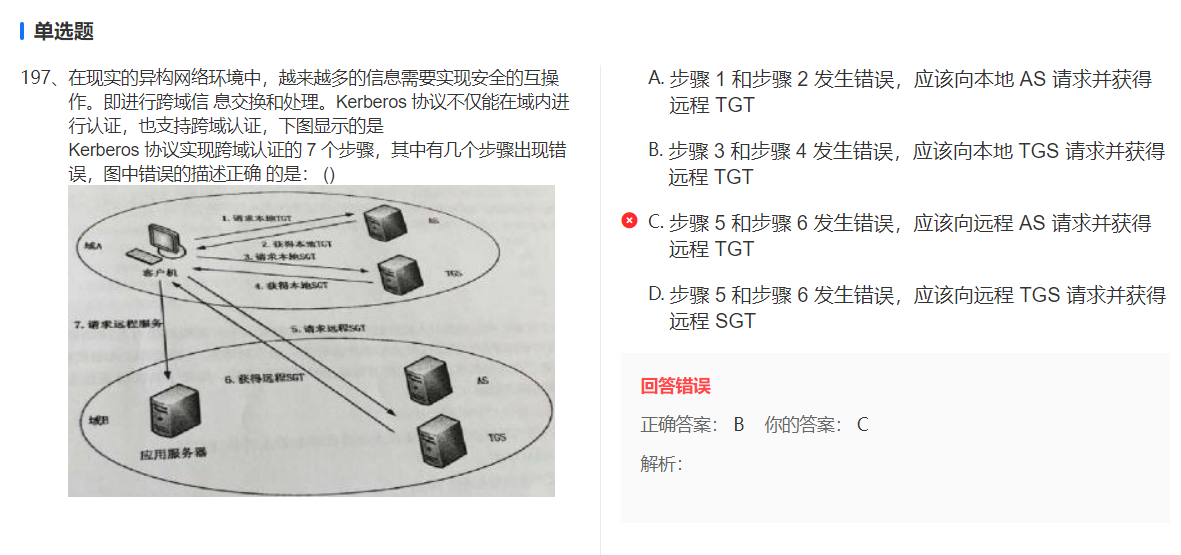 单选题
197、在现实的异构网络环境中，越来越多的信息需要实现安全的互操
作。即进行跨域信 息交换和处理。Kerberos 协议不仅能在域内进
行认证，也支持跨域认证，下图显示的是
Kerberos 协议实现跨域认证的 7 个步骤，其中有几个步骤出现错
误，图中错误的描述正确 的是： ()
1. 请求本地TGT
AS
域A
2. 获得本地TGT
3. 请求本地SGT
客户机
TGS
4. 获得本地SGT
7. 请求远程服务
5. 请求远程SGT
6. 获得远程SGT
AS
域B
TGS
应用服务器
A. 步骤 1 和步骤 2 发生错误，应该向本地 AS 请求并获得
远程 TGT
B. 步骤 3 和步骤 4 发生错误，应该向本地 TGS 请求并获得
远程 TGT
C. 步骤 5 和步骤 6 发生错误，应该向远程 AS 请求并获得
远程 TGT
D. 步骤 5 和步骤 6 发生错误，应该向远程 TGS 请求并获得
远程 SGT
回答错误
正确答案： B 你的答案： C
解析：